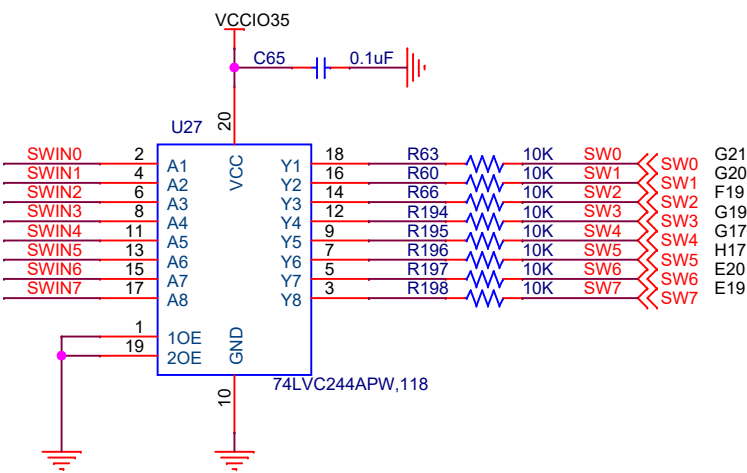 VCCIO35
C65 0.1uF
20
U27
VCC
SWIN0 2 A1 Y1 18 R63 10K SW0 SW0 G21
SWIN1 4 A2 Y2 16 R60 10K SW1 SW1 G20
SWIN2 6 A3 Y3 14 R66 10K SW2 SW2 F19
SWIN3 8 A4 Y4 12 R194 10K SW3 SW3 G19
SWIN4 11 A5 Y5 9 R195 10K SW4 SW4 G17
SWIN5 13 A6 Y6 7 R196 10K SW5 SW5 H17
SWIN6 15 A7 Y7 5 R197 10K SW6 SW6 E20
SWIN7 17 A8 Y8 3 R198 10K SW7 SW7 E19
1 1OE
19 2OE
GND
74LVC244APW,118
10